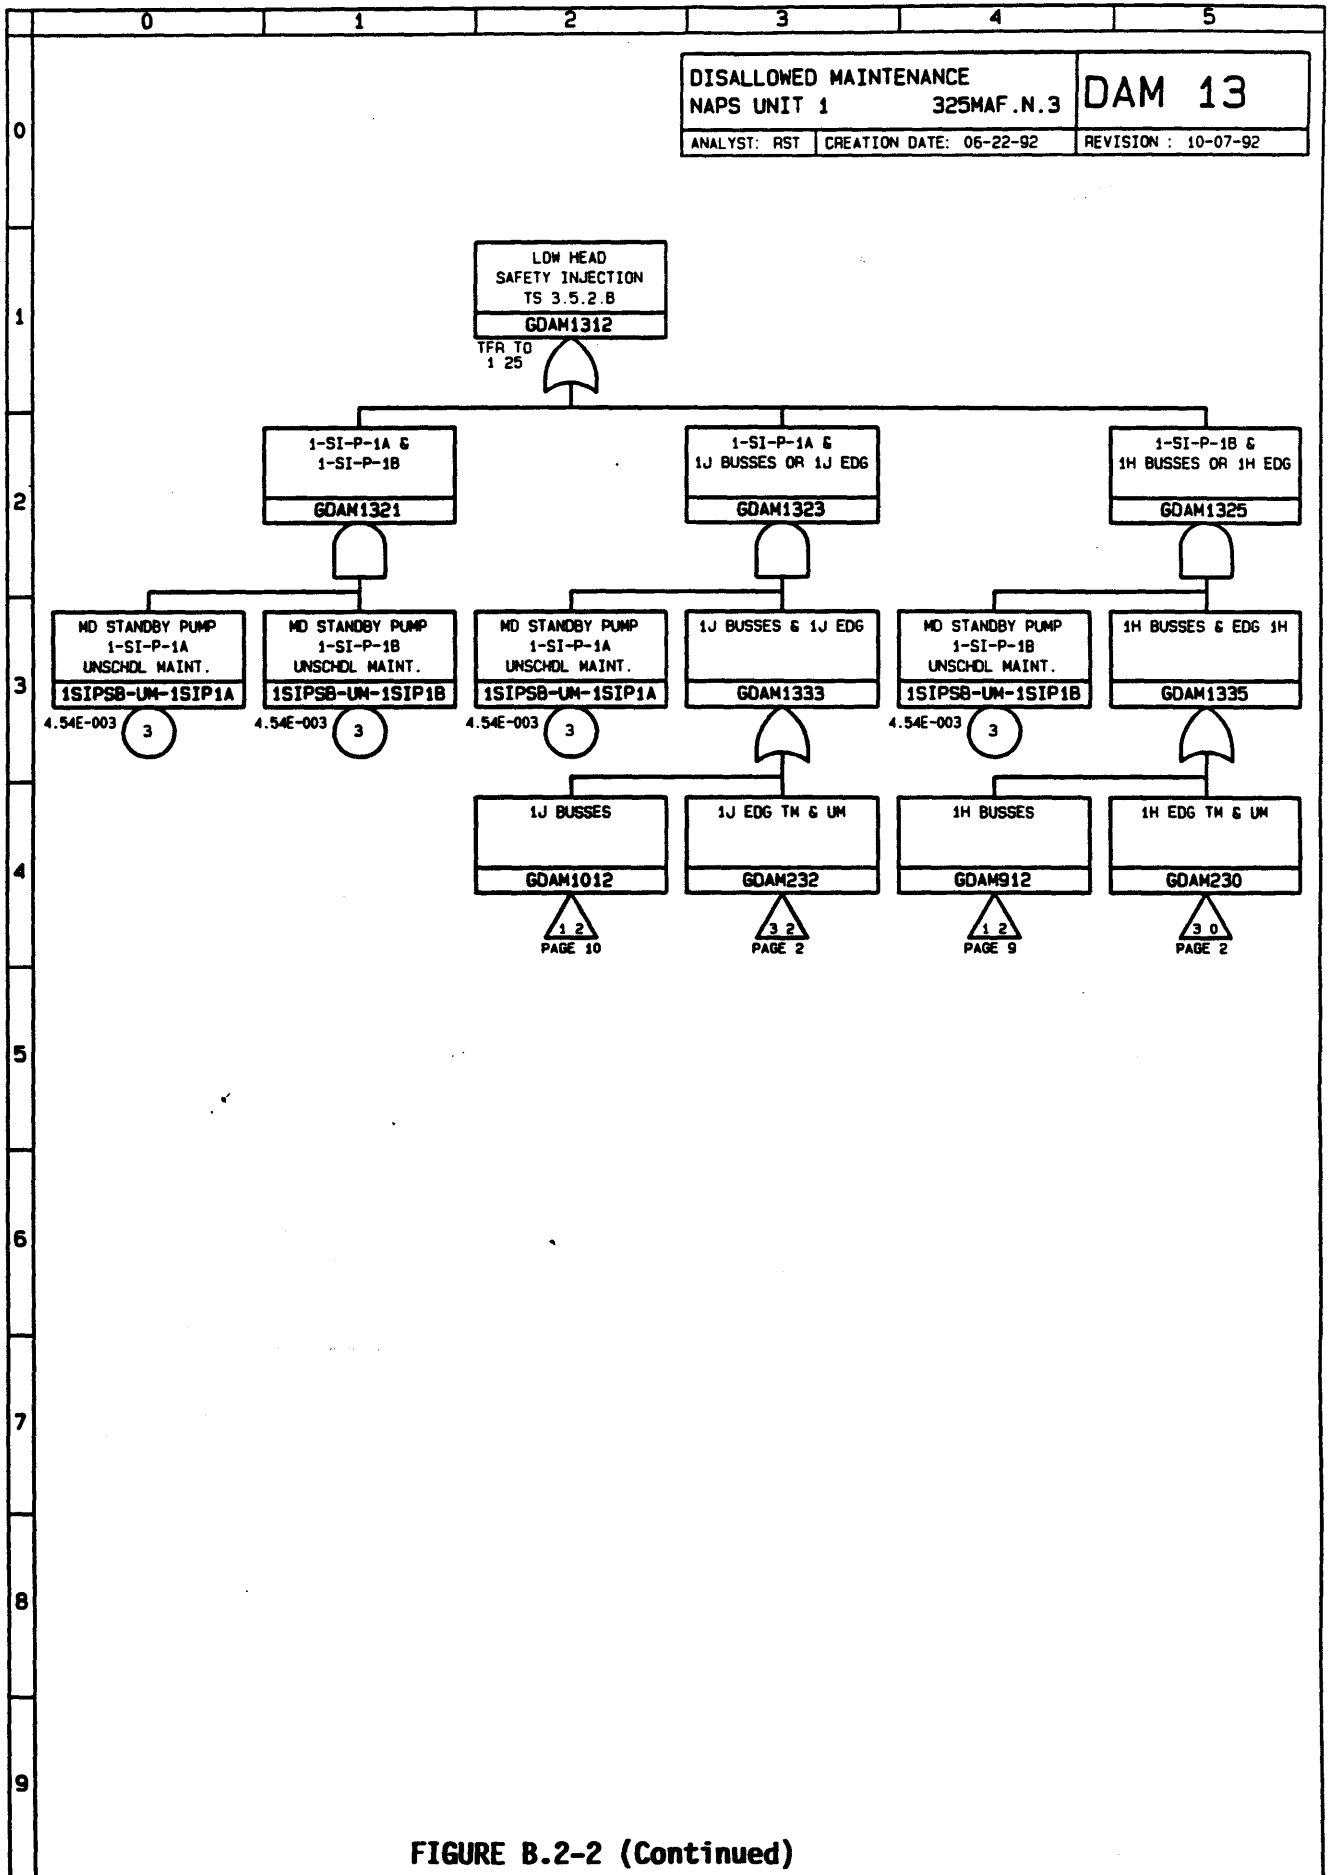 0 1 2 3 4 5
DISALLOWED MAINTENANCE
NAPS UNIT 1 325MAF.N.3
DAM 13
ANALYST: RST CREATION DATE: 06-22-92 REVISION : 10-07-92
0
LOW HEAD
SAFETY INJECTION
TS 3.5.2.B
GDAM1312
1
TFR TO
1 25
1-SI-P-1A &
1-SI-P-1B
GDAM1321
1-SI-P-1A &
1J BUSSES OR 1J EDG
GDAM1323
1-SI-P-1B &
1H BUSSES OR 1H EDG
GDAM1325
2
MD STANDBY PUMP
1-SI-P-1A
UNSCHDL MAINT.
1SIPSB-UM-1SIP1A
4.54E-003
3
MD STANDBY PUMP
1-SI-P-1B
UNSCHDL MAINT.
1SIPSB-UM-1SIP1B
4.54E-003
3
MD STANDBY PUMP
1-SI-P-1A
UNSCHDL MAINT.
1SIPSB-UM-1SIP1A
4.54E-003
3
1J BUSSES & 1J EDG
GDAM1333
MD STANDBY PUMP
1-SI-P-1B
UNSCHDL MAINT.
1SIPSB-UM-1SIP1B
4.54E-003
3
1H BUSSES & EDG 1H
GDAM1335
3
1J BUSSES
GDAM1012
1 2
PAGE 10
1J EDG TM & UM
GDAM232
3 2
PAGE 2
1H BUSSES
GDAM912
1 2
PAGE 9
1H EDG TM & UM
GDAM230
3 0
PAGE 2
4
5
6
7
8
9
FIGURE B.2-2 (Continued)